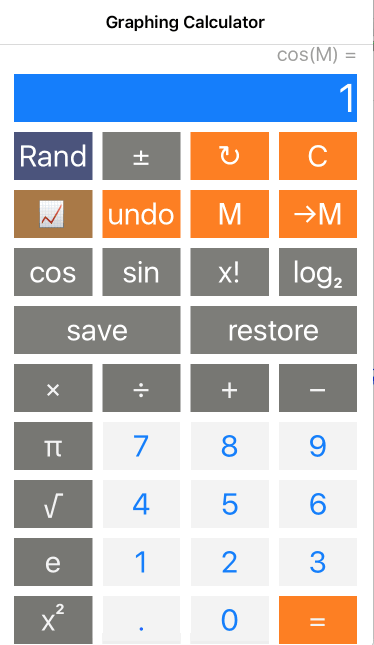 Graphing Calculator
cos(M) =
1
Rand ± ↻ C
undo M →M
cos sin x! log₂
save restore
× ÷ + −
π 7 8 9
√ 4 5 6
e 1 2 3
x² . 0 =